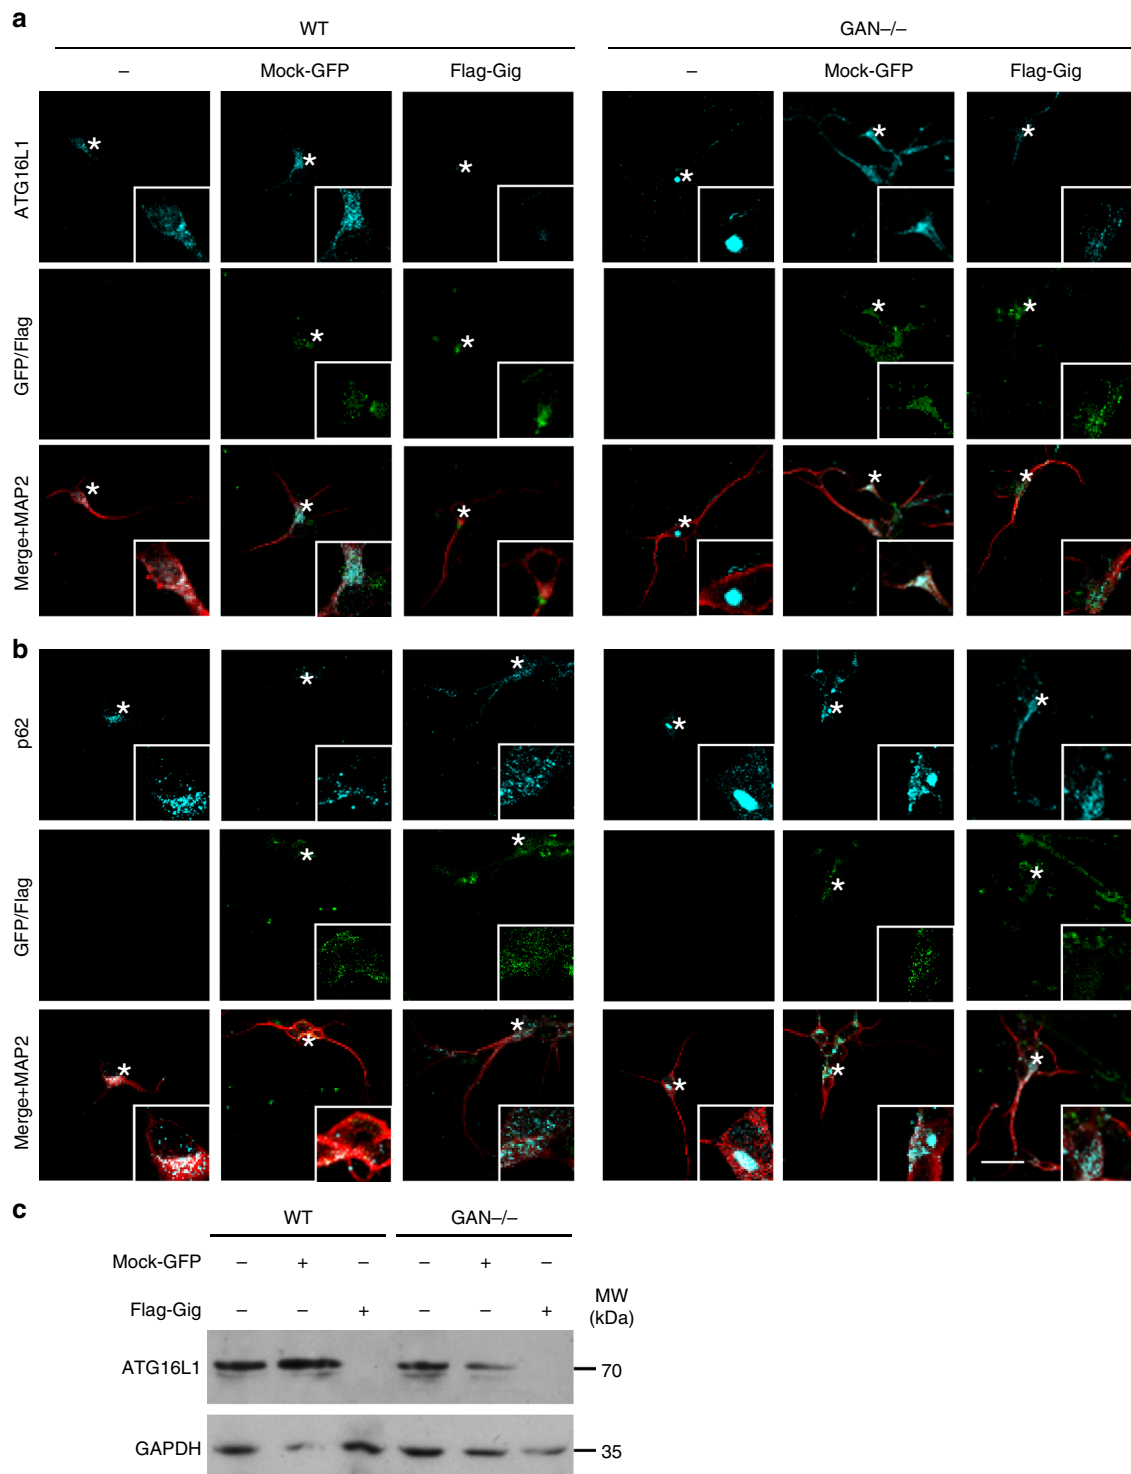 a
WT
GAN–/–
– Mock-GFP Flag-Gig – Mock-GFP Flag-Gig
ATG16L1
GFP/Flag
Merge+MAP2
b
p62
GFP/Flag
Merge+MAP2
c
WT GAN–/–
Mock-GFP – + – – + –
Flag-Gig – – + – – +
MW
(kDa)
ATG16L1 70
GAPDH 35